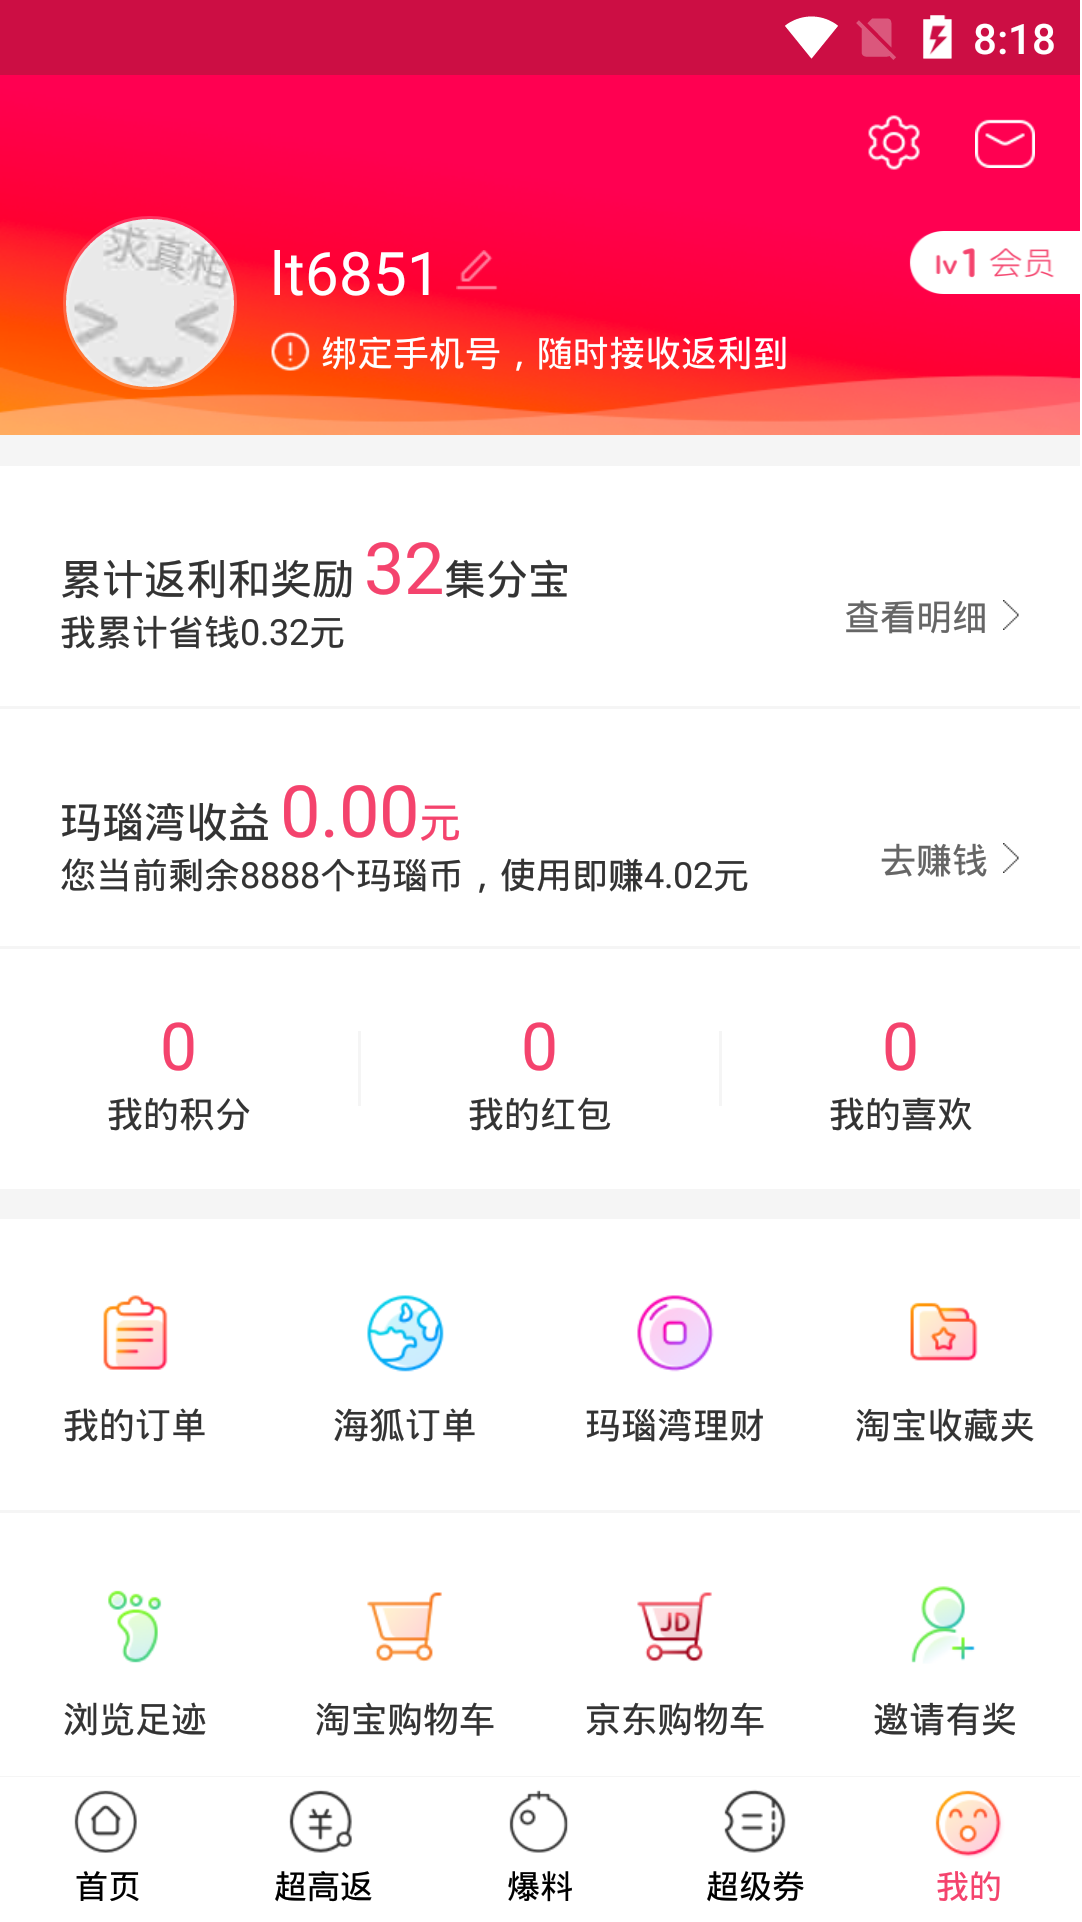 8:18
求真相
lt6851
lv1 会员
绑定手机号，随时接收返利到
累计返利和奖励 32集分宝
我累计省钱0.32元
查看明细
玛瑙湾收益 0.00元
您当前剩余8888个玛瑙币，使用即赚4.02元
去赚钱
0 0 0
我的积分 我的红包 我的喜欢
我的订单 海狐订单 玛瑙湾理财 淘宝收藏夹
JD
浏览足迹 淘宝购物车 京东购物车 邀请有奖
首页 超高返 爆料 超级券 我的